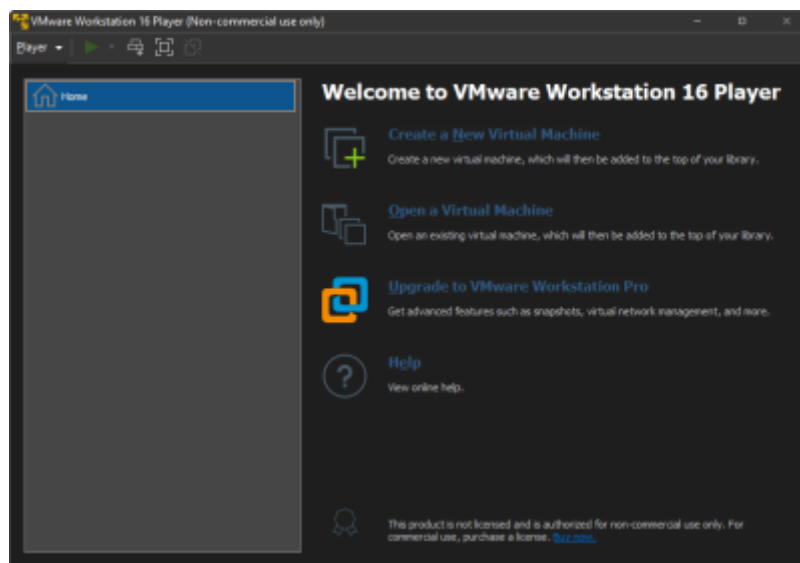 VMware Workstation 16 Player (Non-commercial use only)
Player
Home
Welcome to VMware Workstation 16 Player
Create a New Virtual Machine
Create a new virtual machine, which will then be added to the top of your library.
Open a Virtual Machine
Open an existing virtual machine, which will then be added to the top of your library.
Upgrade to VMware Workstation Pro
Get advanced features such as snapshots, virtual network management, and more.
Help
View online help.
This product is not licensed and is authorized for non-commercial use only. For
commercial use, purchase a license. Buy now.